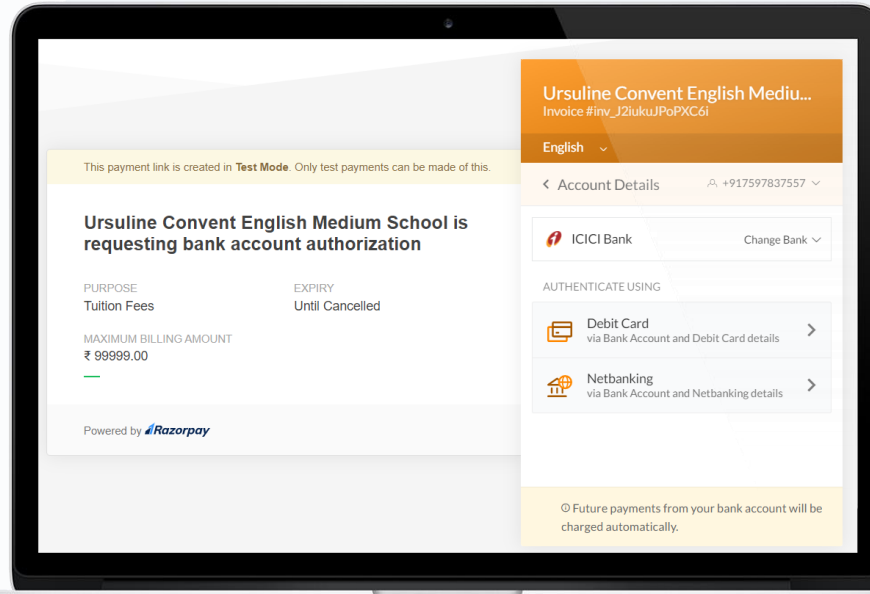 This payment link is created in Test Mode. Only test payments can be made of this.
Ursuline Convent English Medium School is
requesting bank account authorization
PURPOSE
Tuition Fees
EXPIRY
Until Cancelled
MAXIMUM BILLING AMOUNT
₹ 99999.00
Powered by Razorpay
Ursuline Convent English Mediu...
Invoice #inv_J2iukuJPoPXC6i
English
Account Details
+917597837557
ICICI Bank
Change Bank
AUTHENTICATE USING
Debit Card
via Bank Account and Debit Card details
Netbanking
via Bank Account and Netbanking details
Future payments from your bank account will be
charged automatically.